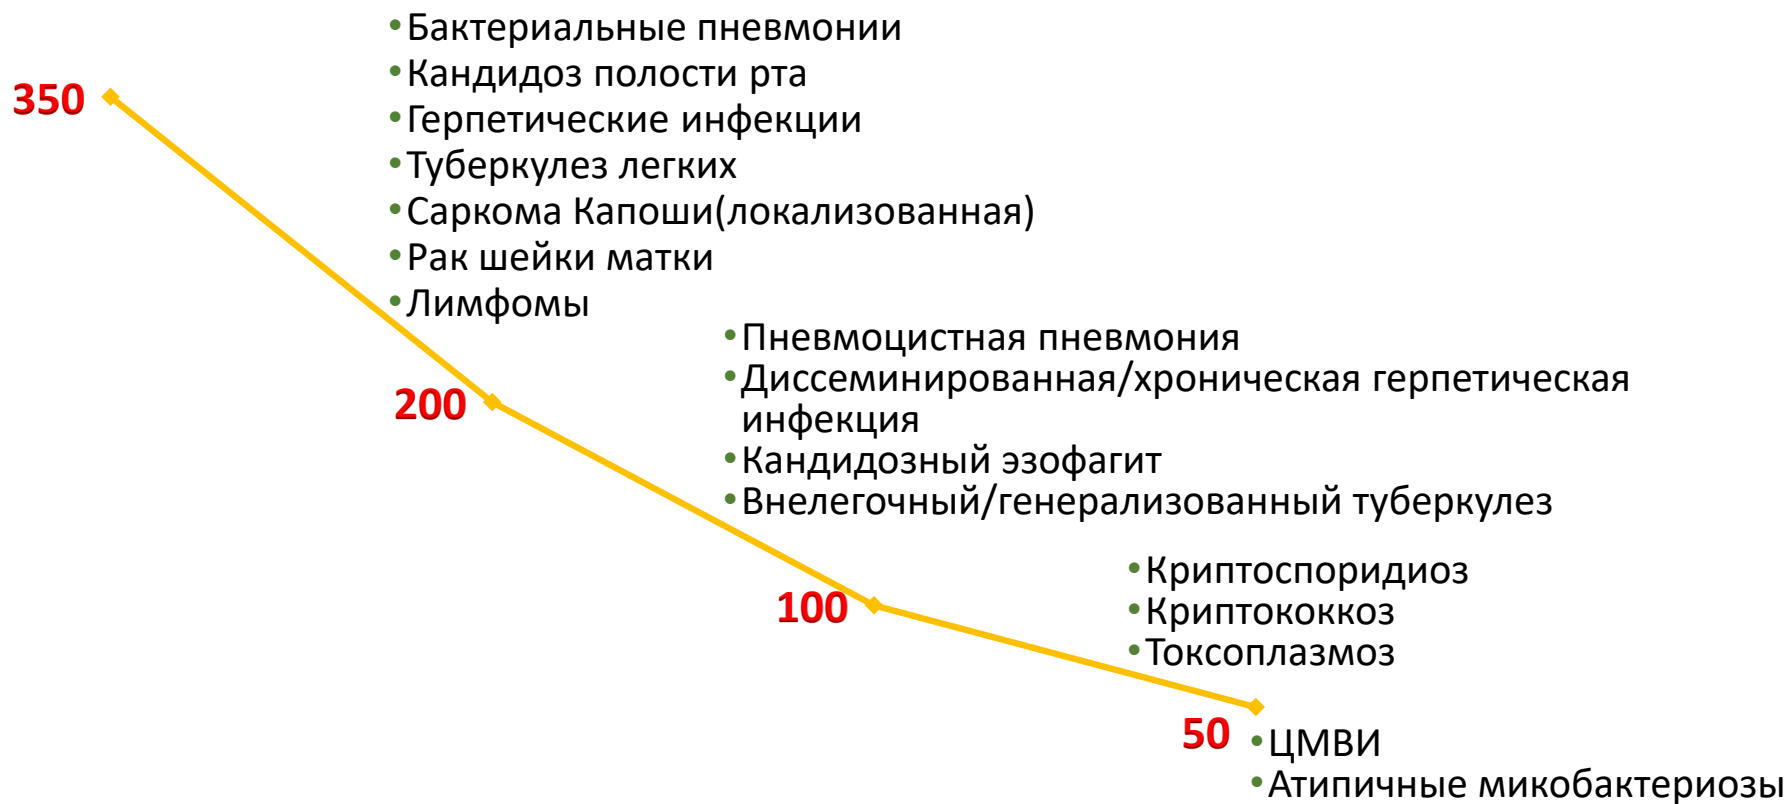 • Бактериальные пневмонии
350
• Кандидоз полости рта
• Герпетические инфекции
• Туберкулез легких
• Саркома Капоши(локализованная)
• Рак шейки матки
• Лимфомы
200
• Пневмоцистная пневмония
• Диссеминированная/хроническая герпетическая
инфекция
• Кандидозный эзофагит
• Внелегочный/генерализованный туберкулез
100
• Криптоспоридиоз
• Криптококкоз
• Токсоплазмоз
50
• ЦМВИ
• Атипичные микобактериозы